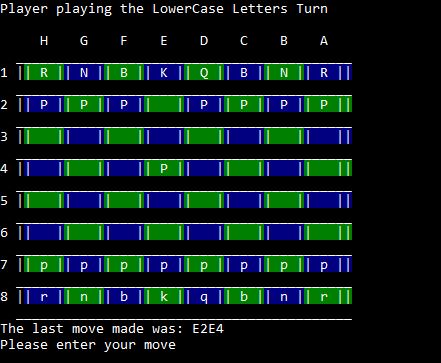 Player playing the LowerCase Letters Turn
H G F E D C B A
1 || R || N || B || K || Q || B || N || R ||
2 || P || P || P || || P || P || P || P ||
3 || || || || || || || || ||
4 || || || || P || || || || ||
5 || || || || || || || || ||
6 || || || || || || || || ||
7 || p || p || p || p || p || p || p || p ||
8 || r || n || b || k || q || b || n || r ||
The last move made was: E2E4
Please enter your move